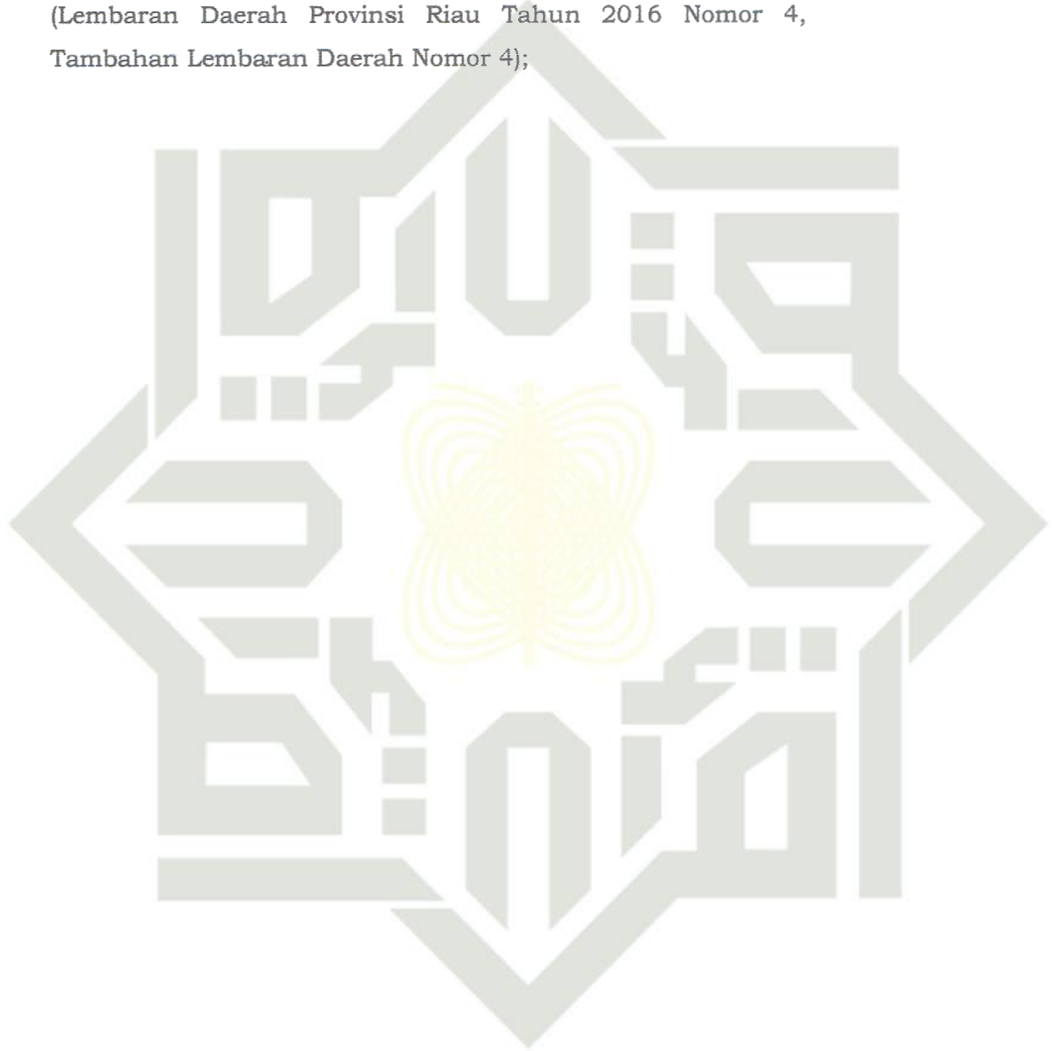 (Lembaran Daerah Provinsi Riau Tahun 2016 Nomor 4,
Tambahan Lembaran Daerah Nomor 4);